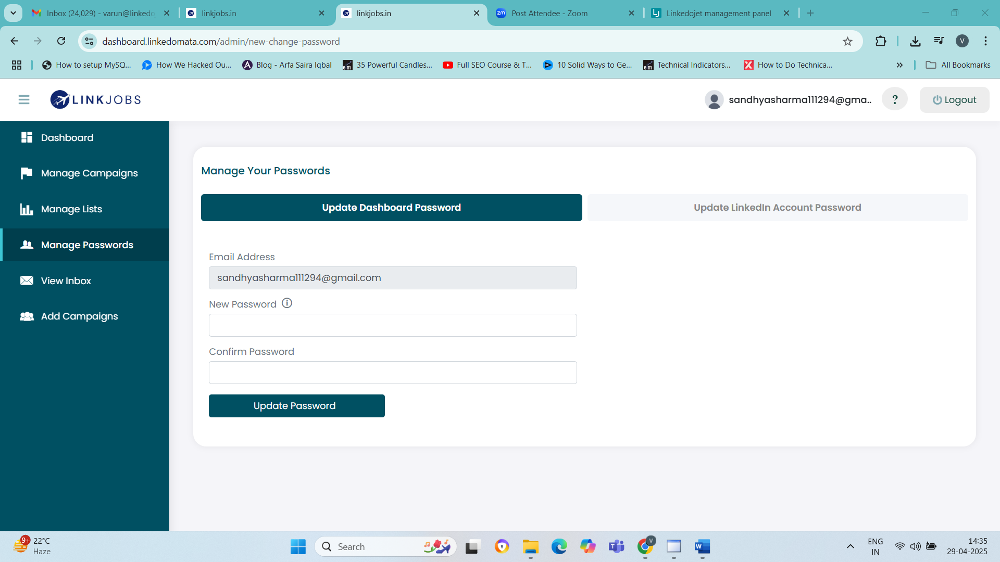 Inbox (24,029) - varun@linkedo
linkjobs.in
linkjobs.in
zm Post Attendee - Zoom
LJ Linkedojet management panel
dashboard.linkedomata.com/admin/new-change-password
V
How to setup MySQ...
How We Hacked Ou...
A Blog - Arfa Saira Iqbal
elm 35 Powerful Candles...
Full SEO Course & T...
10 Solid Ways to Ge...
elm Technical Indicators...
How to Do Technica...
All Bookmarks
LINKJOBS
sandhyasharma111294@gma..
?
Logout
Dashboard
Manage Campaigns
Manage Lists
Manage Passwords
View Inbox
Add Campaigns
Manage Your Passwords
Update Dashboard Password
Update LinkedIn Account Password
Email Address
sandhyasharma111294@gmail.com
New Password
Confirm Password
Update Password
9+
22°C
Haze
Search
T
V
W
ENG
IN
14:35
29-04-2025